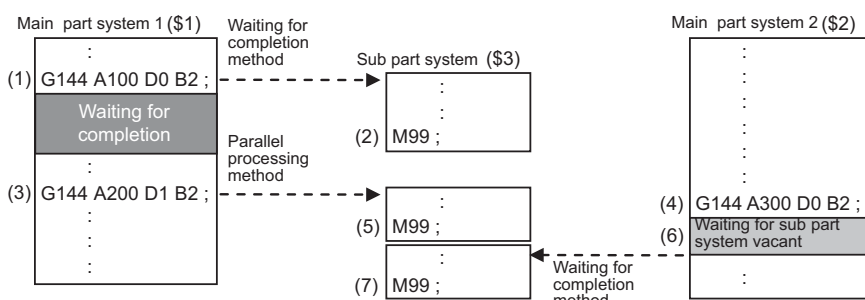 Main part system 1 ($1)
:
(1) G144 A100 D0 B2 ;
Waiting for
completion
:
(3) G144 A200 D1 B2 ;
:
:
:
Waiting for
completion
method
Parallel
processing
method
Sub part system ($3)
:
:
(2) M99 ;
:
(5) M99 ;
:
(7) M99 ;
Waiting for
completion
method
Main part system 2 ($2)
:
:
:
:
:
:
(4) G144 A300 D0 B2 ;
(6) Waiting for sub part
system vacant
: